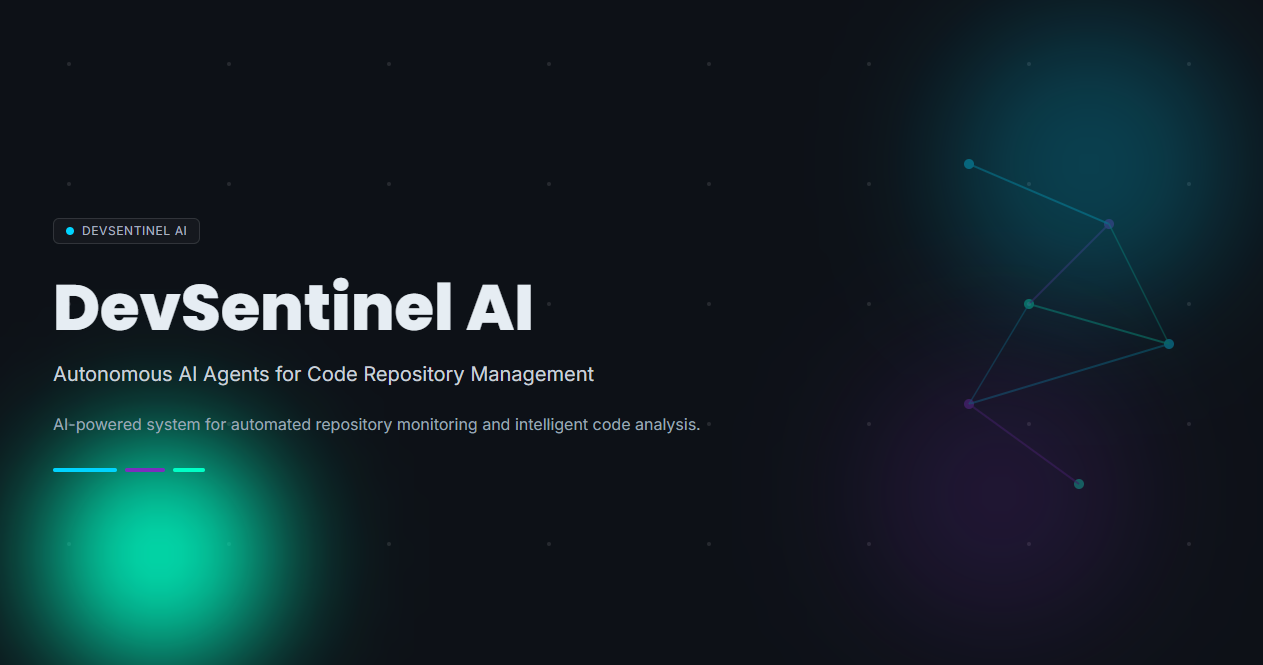 DEVSENTINEL AI
DevSentinel AI
Autonomous AI Agents for Code Repository Management
AI-powered system for automated repository monitoring and intelligent code analysis.